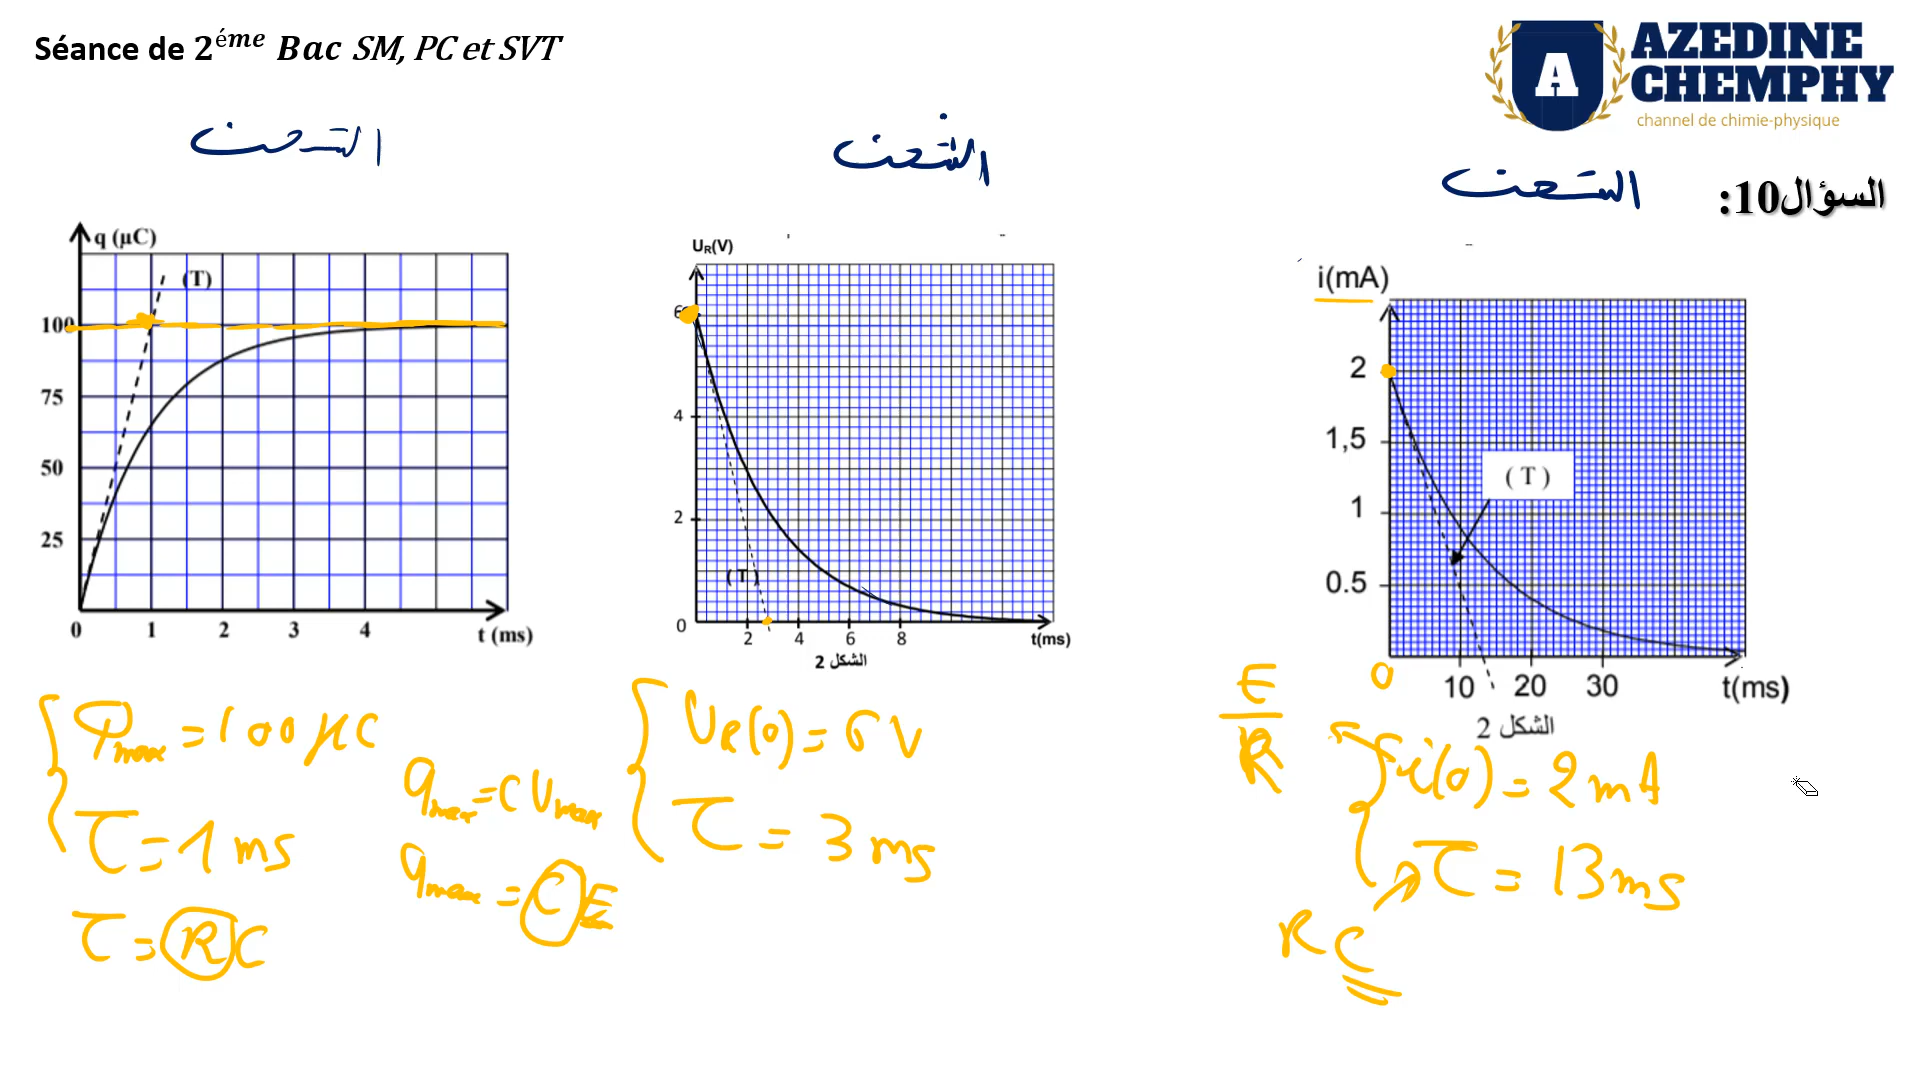 Séance de 2éme Bac SM, PC et SVT
AZEDINE
CHEMPHY
channel de chimie-physique
السؤال10:
الشحن
الشحن
الشحن
q (µC)
(T)
100
75
50
25
0 1 2 3 4 t (ms)
UR(V)
6
4
2
0
(T)
2 4 6 8 t(ms)
الشكل 2
i(mA)
2
1,5
1
0.5
(T)
0 10 20 30 t(ms)
الشكل 2
qmax = 100 µC
τ = 1 ms
τ = RC
qmax = C Umax
qmax = C E
UR(0) = 6 V
τ = 3 ms
E
R
i(0) = 2 mA
τ = 13 ms
RC